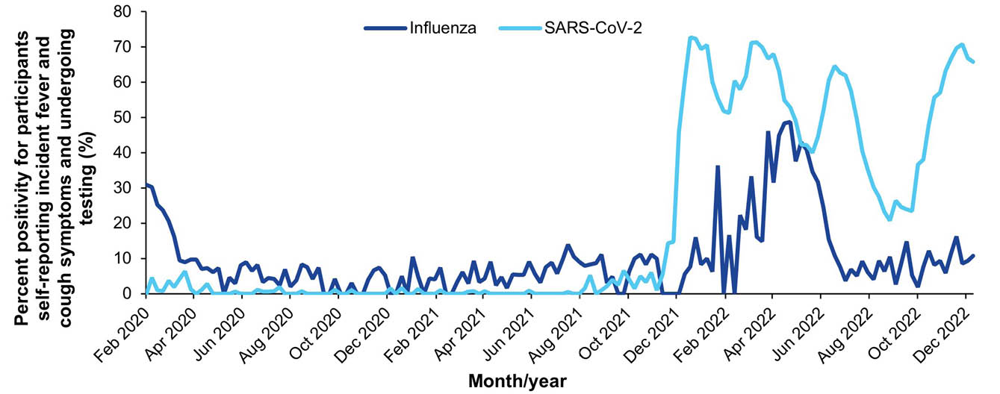 Percent positivity for participants
self-reporting incident fever and
cough symptoms and undergoing
testing (%)
80
70
60
50
40
30
20
10
0
Influenza
SARS-CoV-2
Feb 2020
Apr 2020
Jun 2020
Aug 2020
Oct 2020
Dec 2020
Feb 2021
Apr 2021
Jun 2021
Aug 2021
Oct 2021
Dec 2021
Feb 2022
Apr 2022
Jun 2022
Aug 2022
Oct 2022
Dec 2022
Month/year